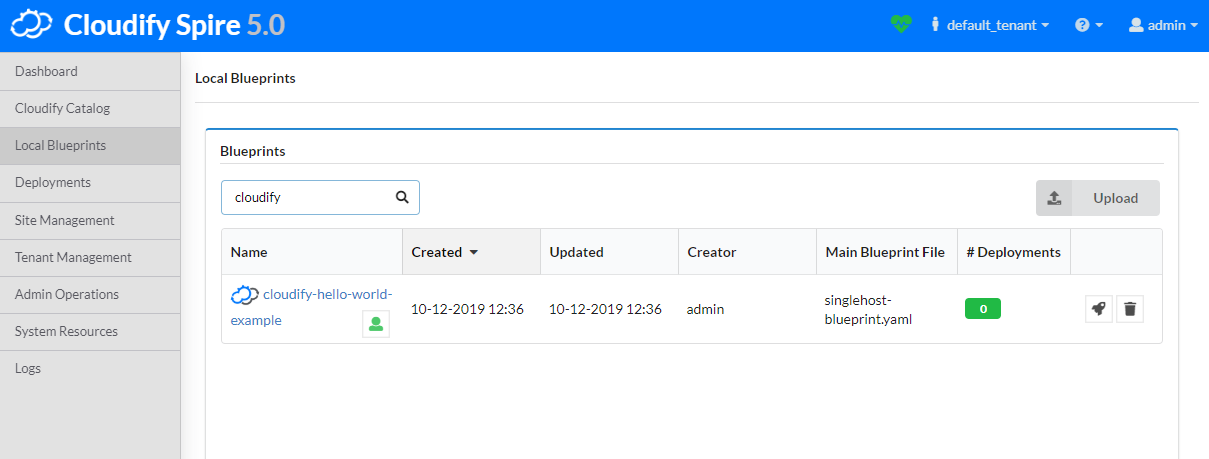 Cloudify Spire 5.0
default_tenant
admin
Dashboard
Cloudify Catalog
Local Blueprints
Deployments
Site Management
Tenant Management
Admin Operations
System Resources
Logs
Local Blueprints
Blueprints
cloudify
Upload
Name Created Updated Creator Main Blueprint File # Deployments
cloudify-hello-world-
example
10-12-2019 12:36
10-12-2019 12:36
admin
singlehost-
blueprint.yaml
0